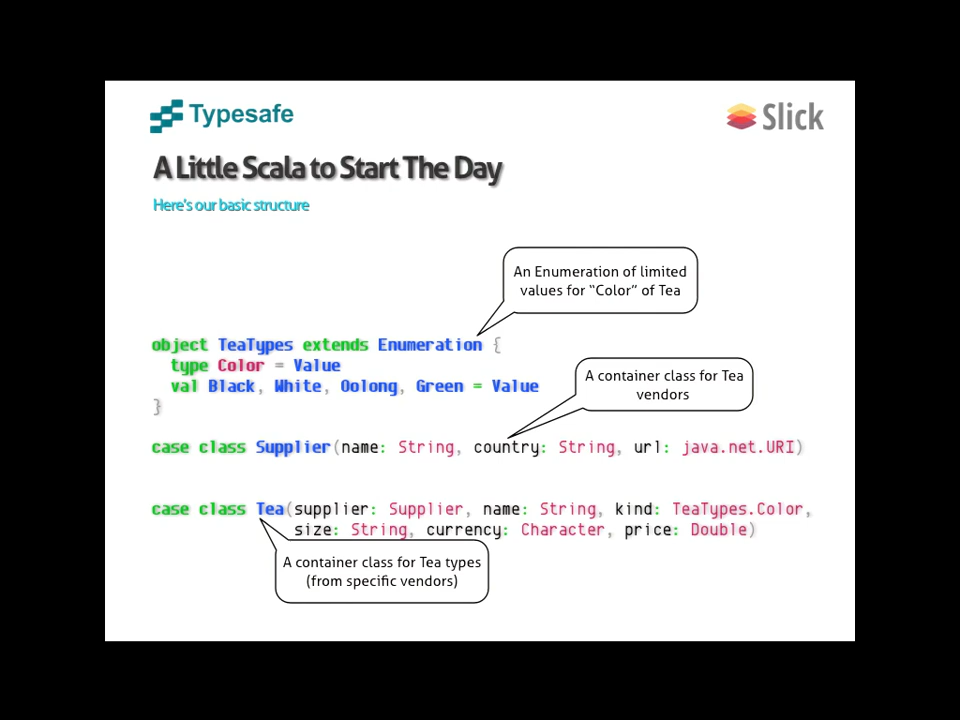 Typesafe
Slick
A Little Scala to Start The Day
Here's our basic structure
An Enumeration of limited
values for “Color” of Tea
object TeaTypes extends Enumeration {
  type Color = Value
  val Black, White, Oolong, Green = Value
}
A container class for Tea
vendors
case class Supplier(name: String, country: String, url: java.net.URI)
case class Tea(supplier: Supplier, name: String, kind: TeaTypes.Color,
               size: String, currency: Character, price: Double)
A container class for Tea types
(from specific vendors)